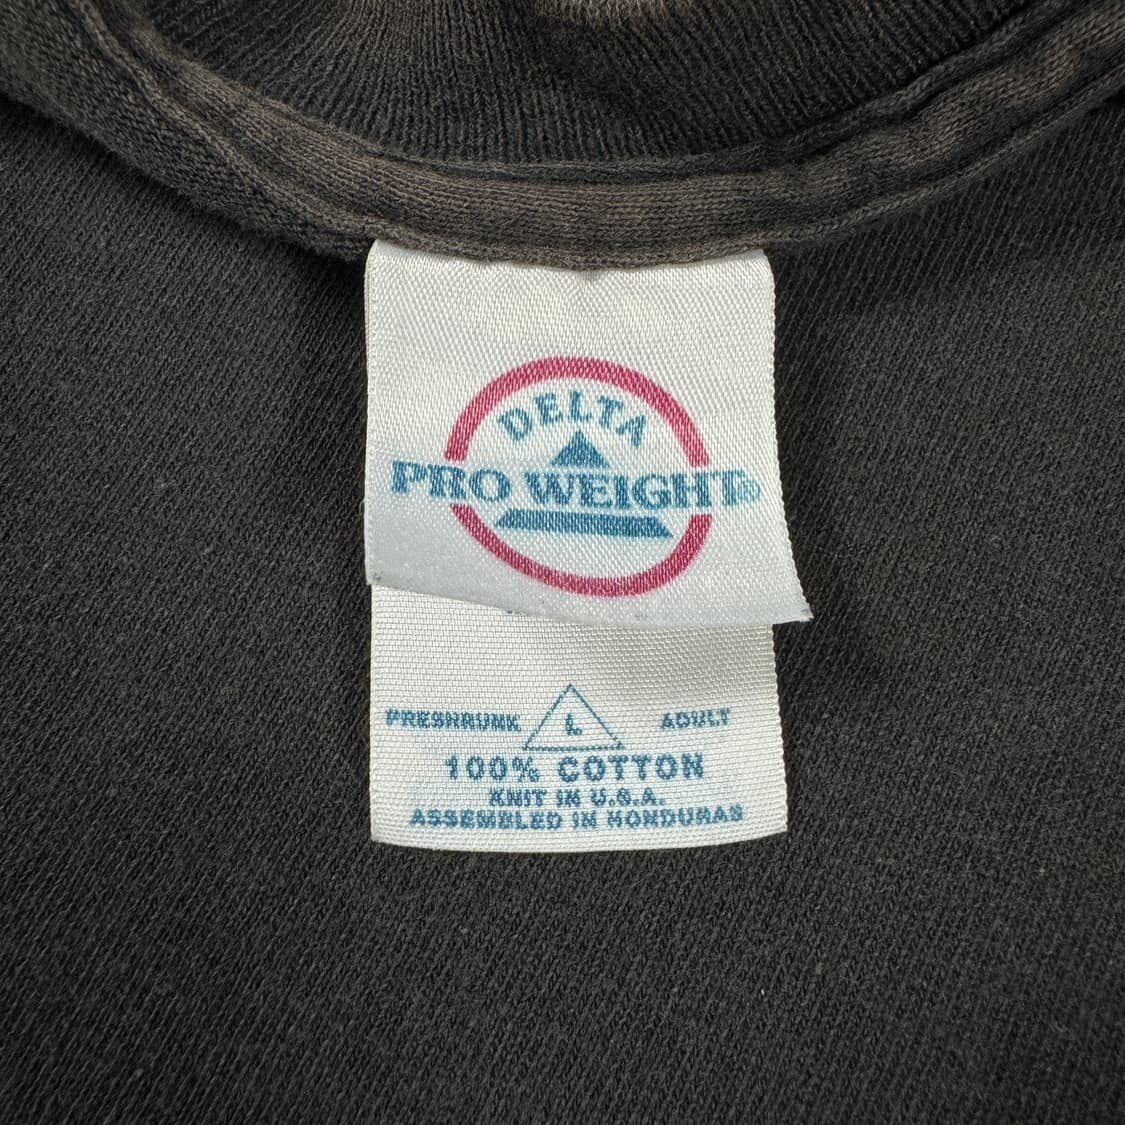 DELTA
PRO WEIGHT®
PRESHRUNK L ADULT
100% COTTON
KNIT IN U.S.A.
ASSEMBLED IN HONDURAS